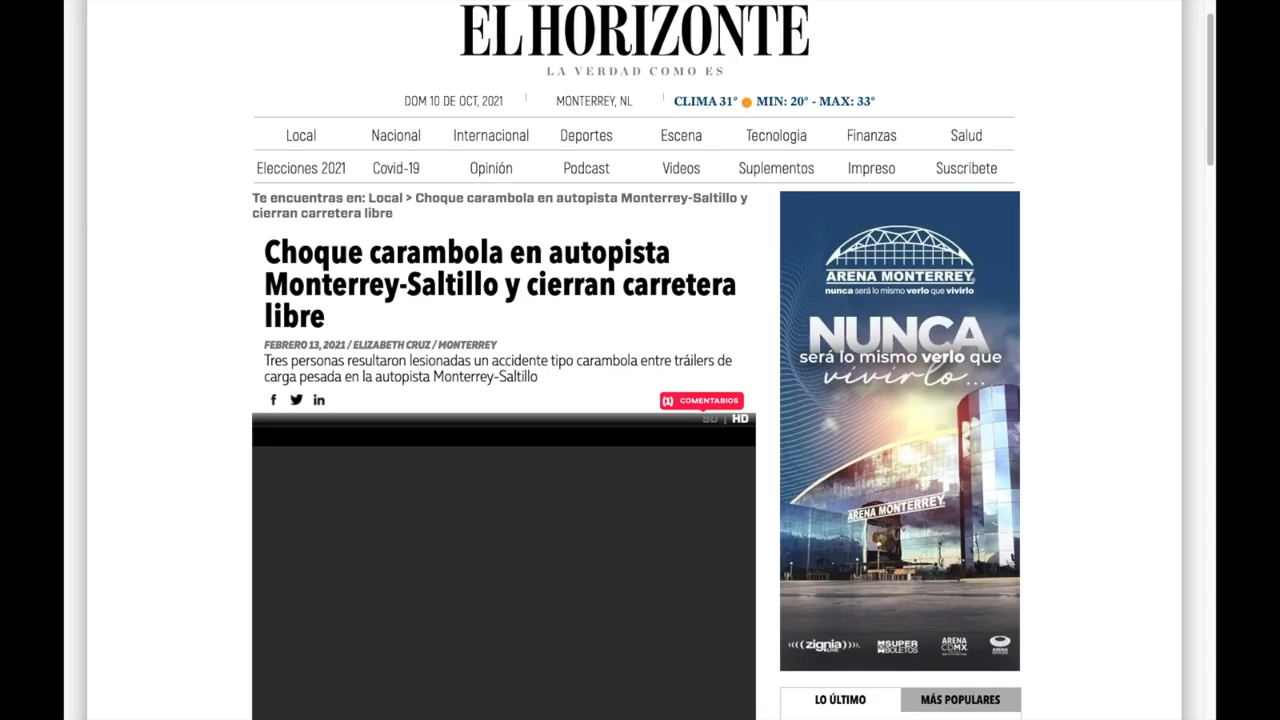 EL HORIZONTE
LA VERDAD COMO ES
DOM 10 DE OCT, 2021
MONTERREY, NL
CLIMA 31° MIN: 20° - MAX: 33°
Local Nacional Internacional Deportes Escena Tecnologia Finanzas Salud
Elecciones 2021 Covid-19 Opinión Podcast Videos Suplementos Impreso Suscribete
Te encuentras en: Local > Choque carambola en autopista Monterrey-Saltillo y
cierran carretera libre
Choque carambola en autopista
Monterrey-Saltillo y cierran carretera
libre
FEBRERO 13, 2021 / ELIZABETH CRUZ / MONTERREY
Tres personas resultaron lesionadas un accidente tipo carambola entre tráilers de
carga pesada en la autopista Monterrey-Saltillo
(1) COMENTARIOS
SD | HD
ARENA MONTERREY
nunca será lo mismo verlo que vivirlo
NUNCA
será lo mismo verlo que
vivirlo...
ARENA MONTERREY
zignia LIVE
SUPER BOLETOS
ARENA CDMX
LO ÚLTIMO
MÁS POPULARES